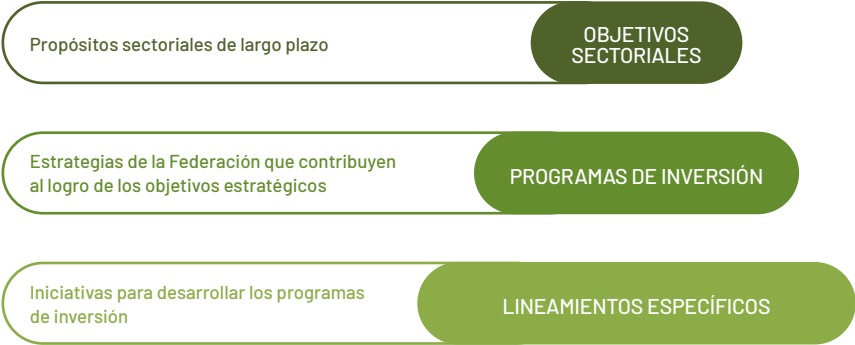 Propósitos sectoriales de largo plazo
OBJETIVOS
SECTORIALES
Estrategias de la Federación que contribuyen
al logro de los objetivos estratégicos
PROGRAMAS DE INVERSIÓN
Iniciativas para desarrollar los programas
de inversión
LINEAMIENTOS ESPECÍFICOS